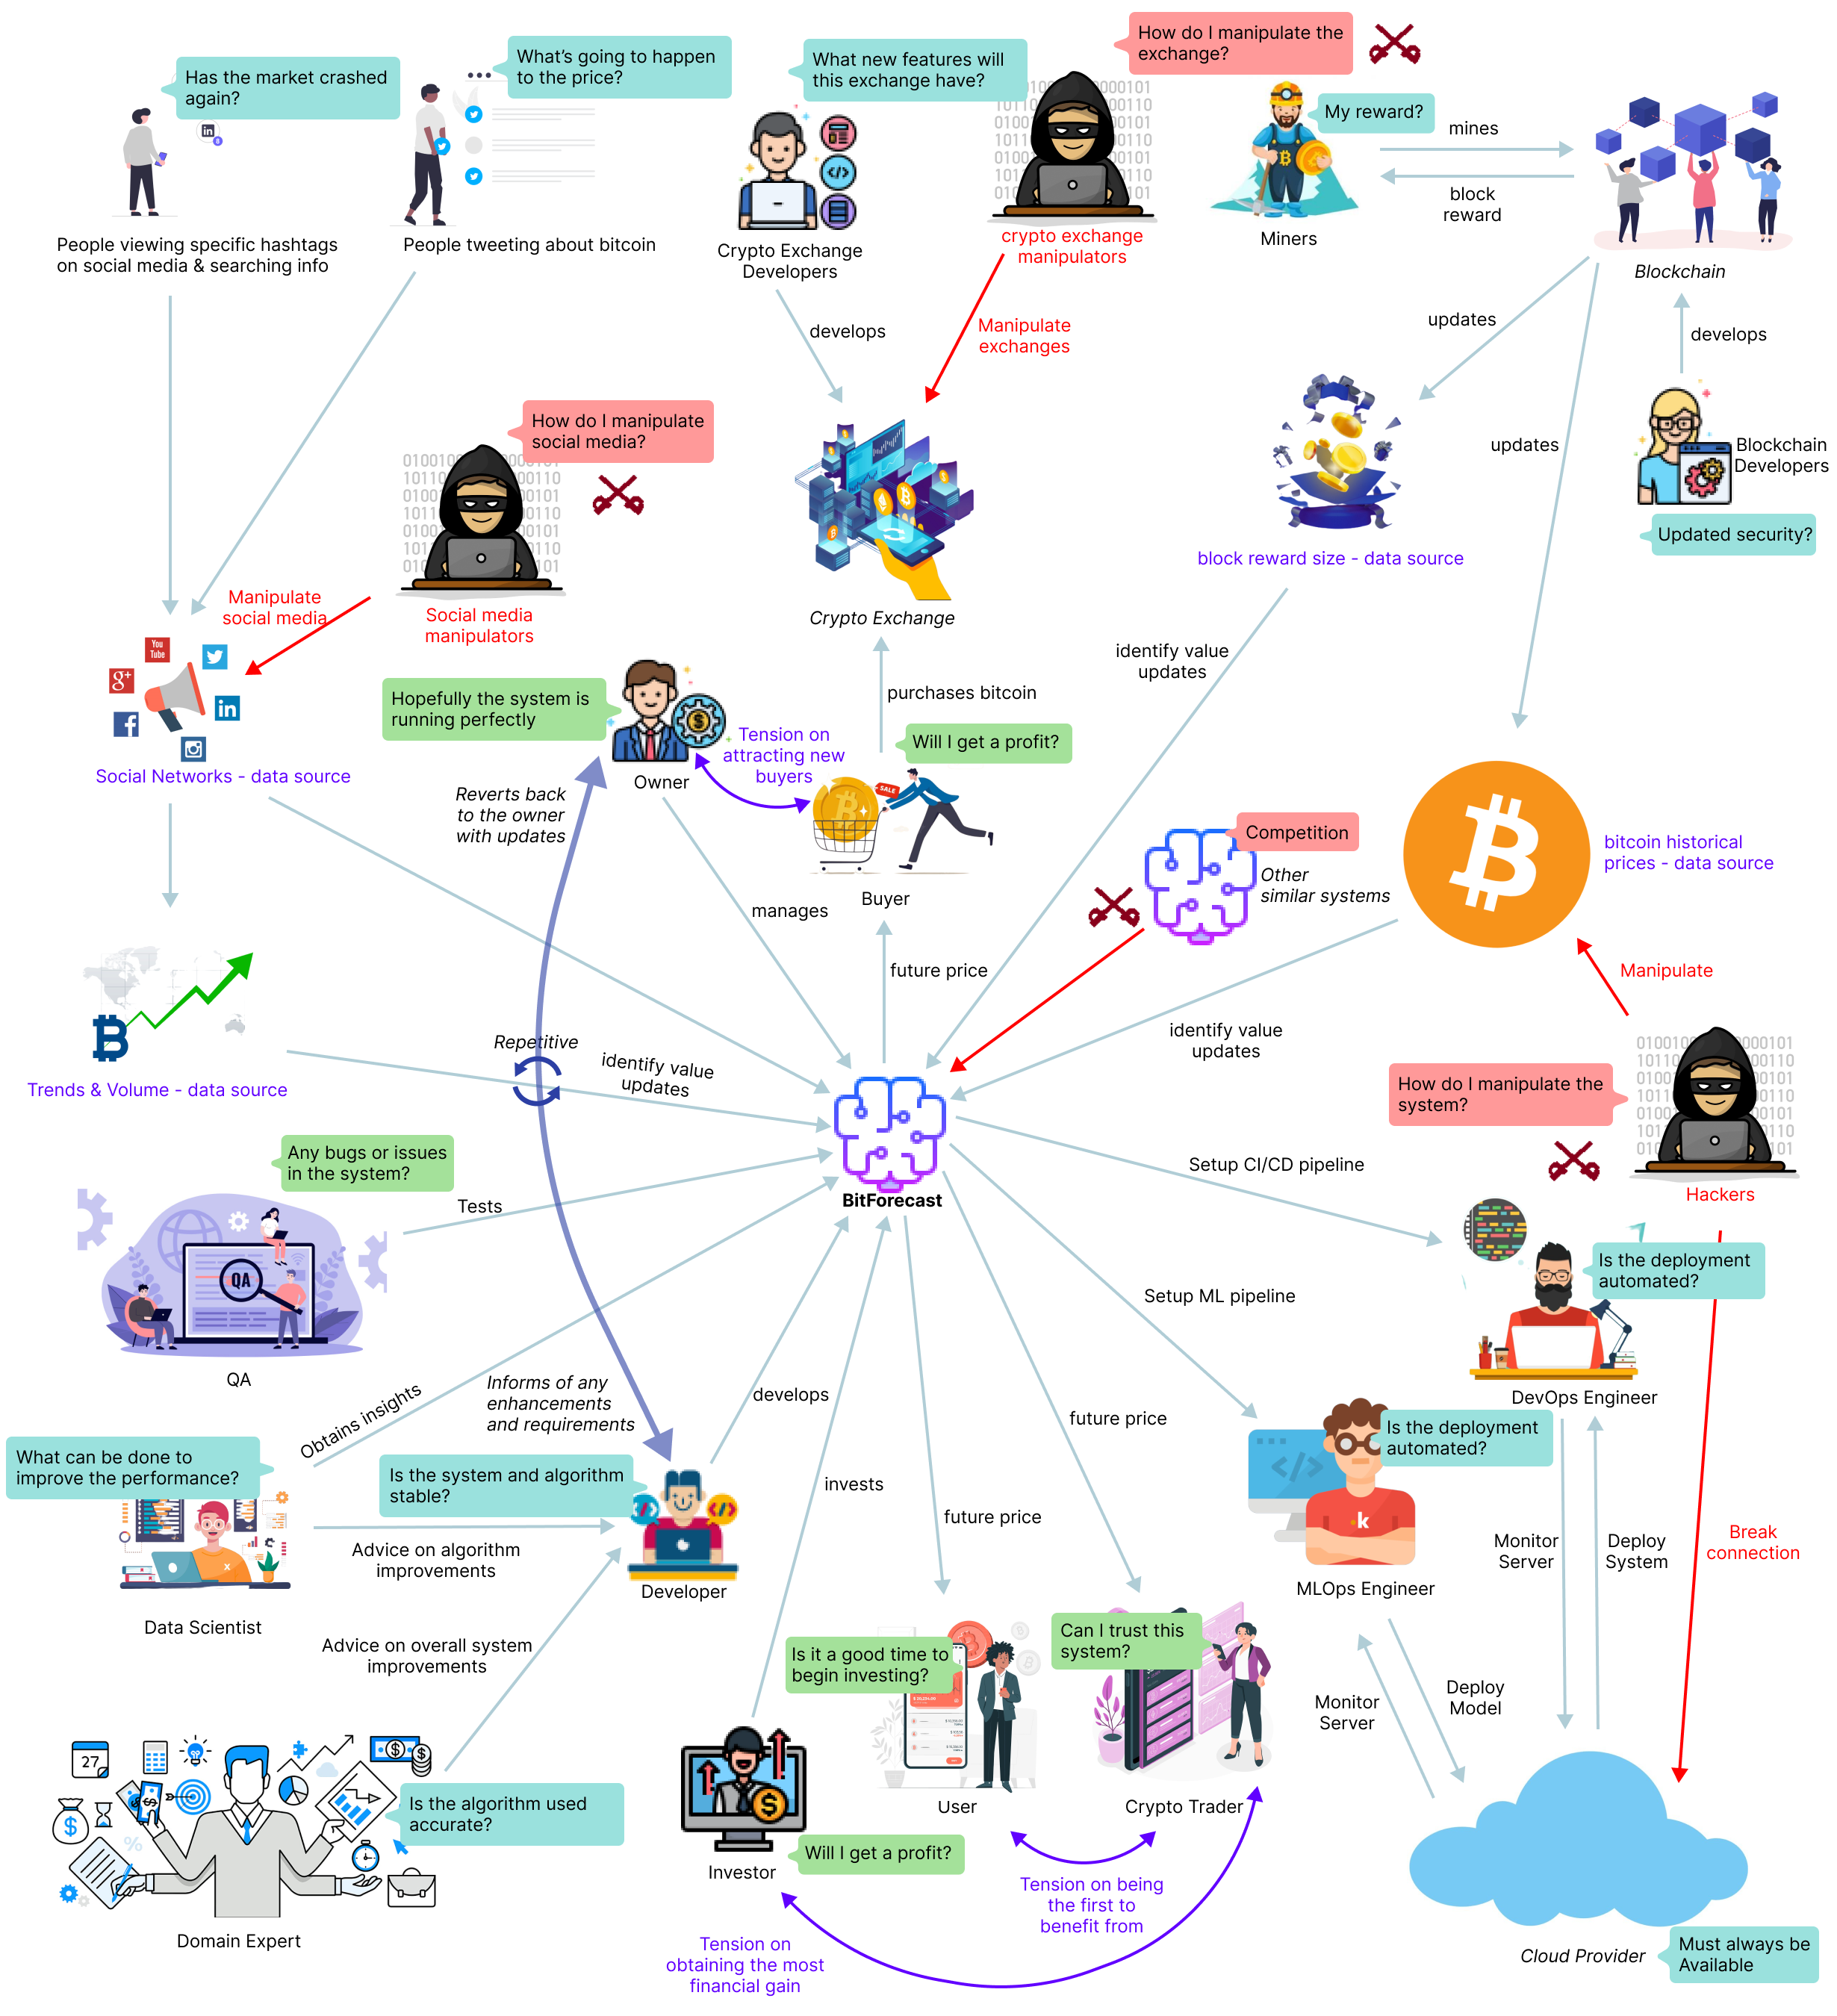 How do I manipulate the
exchange?
What's going to happen
to the price?
What new features will
this exchange have?
Has the market crashed
again?
My reward?
mines
block
reward
People viewing specific hashtags
on social media & searching info
People tweeting about bitcoin
Crypto Exchange
Developers
crypto exchange
manipulators
Miners
Blockchain
develops
Manipulate
exchanges
updates
develops
How do I manipulate
social media?
updates
Blockchain
Developers
Updated security?
block reward size - data source
Manipulate
social media
Social media
manipulators
Crypto Exchange
You
Tube
g+
in
f
identify value
updates
Hopefully the system is
running perfectly
purchases bitcoin
Tension on
attracting new
buyers
Will I get a profit?
Social Networks - data source
Owner
SALE
Reverts back
to the owner
with updates
Competition
Other
similar systems
bitcoin historical
prices - data source
manages
Buyer
future price
Manipulate
Repetitive
identify value
updates
identify value
updates
Trends & Volume - data source
How do I manipulate the
system?
Any bugs or issues
in the system?
Setup CI/CD pipeline
Tests
BitForecast
Hackers
QA
Is the deployment
automated?
Setup ML pipeline
QA
Informs of any
enhancements
and requirements
develops
future price
DevOps Engineer
Obtains insights
Is the deployment
automated?
What can be done to
improve the performance?
Is the system and algorithm
stable?
invests
future price
k
Advice on algorithm
improvements
Monitor
Server
Deploy
System
Break
connection
Developer
MLOps Engineer
Data Scientist
Advice on overall system
improvements
Is it a good time to
begin investing?
Can I trust this
system?
Monitor
Server
Deploy
Model
27
Is the algorithm used
accurate?
User
Crypto Trader
Investor
Will I get a profit?
Tension on being
the first to
benefit from
Domain Expert
Tension on
obtaining the most
financial gain
Cloud Provider
Must always be
Available